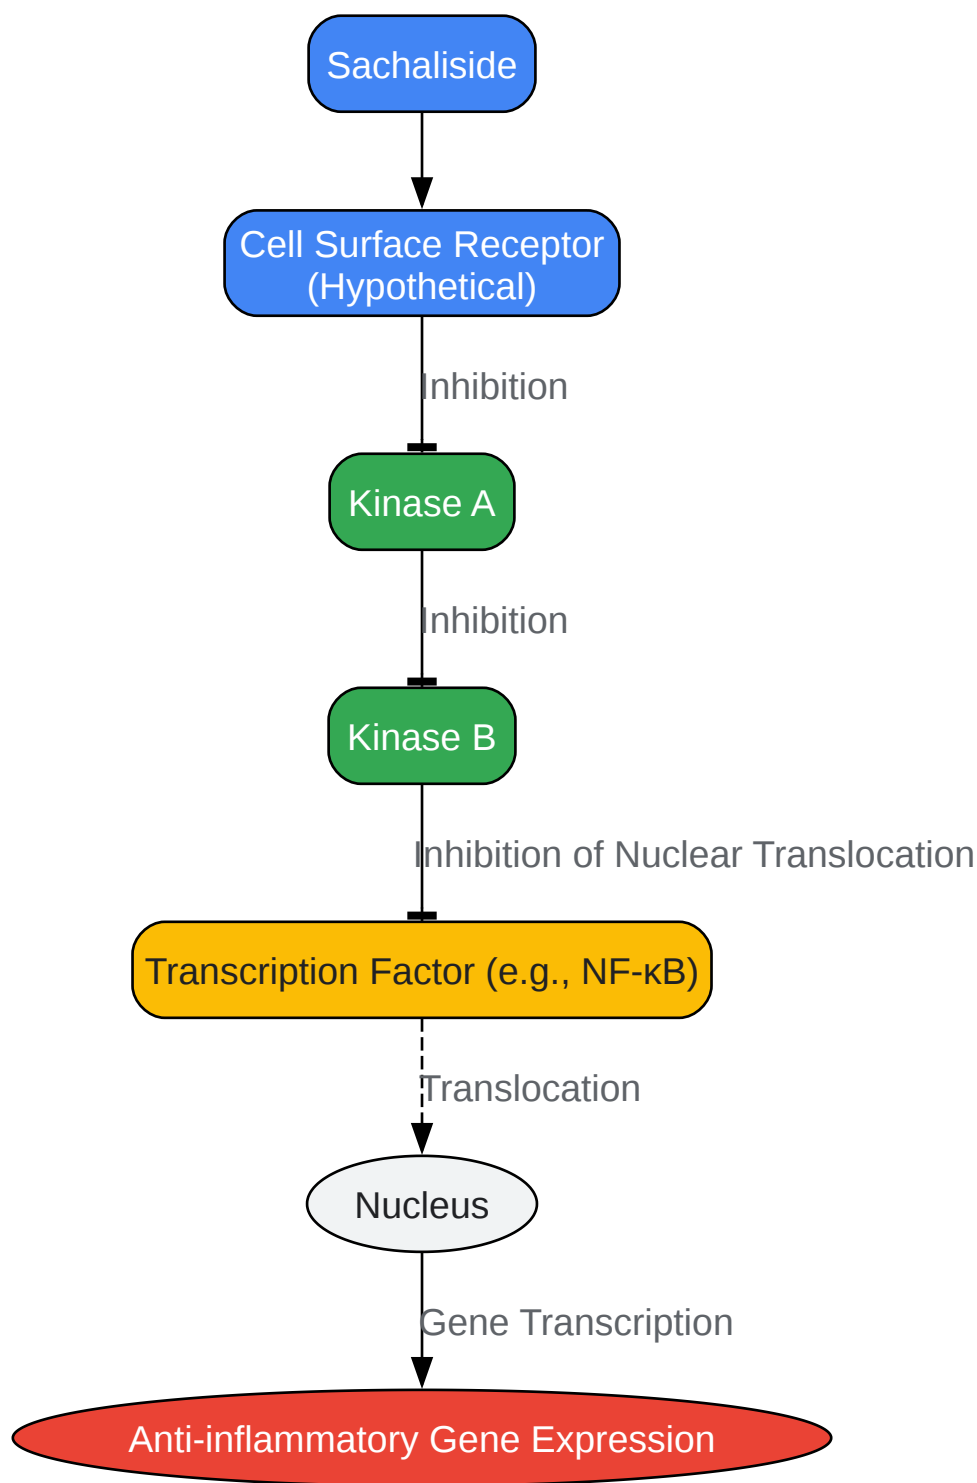 Sachaliside
Cell Surface Receptor
(Hypothetical)
Inhibition
Kinase A
Inhibition
Kinase B
Inhibition of Nuclear Translocation
Transcription Factor (e.g., NF-κB)
Translocation
Nucleus
Gene Transcription
Anti-inflammatory Gene Expression